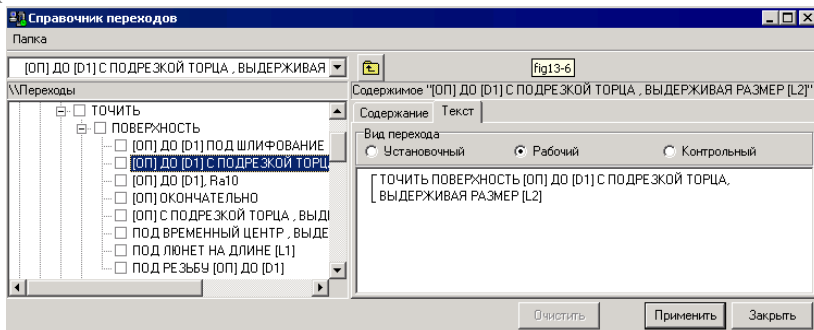 Справочник переходов
Папка
[ОП] ДО [D1] С ПОДРЕЗКОЙ ТОРЦА , ВЫДЕРЖИВАЯ
fig13-6
\\Переходы
Содержимое "[ОП] ДО [D1] С ПОДРЕЗКОЙ ТОРЦА , ВЫДЕРЖИВАЯ РАЗМЕР [L2]"
ТОЧИТЬ
ПОВЕРХНОСТЬ
[ОП] ДО [D1] ПОД ШЛИФОВАНИЕ
[ОП] ДО [D1] С ПОДРЕЗКОЙ ТОРЦ
[ОП] ДО [D1], Ra10
[ОП] ОКОНЧАТЕЛЬНО
[ОП] С ПОДРЕЗКОЙ ТОРЦА , ВЫД
ПОД ВРЕМЕННЫЙ ЦЕНТР , ВЫДЕ
ПОД ЛЮНЕТ НА ДЛИНЕ [L1]
ПОД РЕЗЬБУ [ОП] ДО [D1]
Содержание Текст
Вид перехода
Установочный Рабочий Контрольный
ТОЧИТЬ ПОВЕРХНОСТЬ [ОП] ДО [D1] С ПОДРЕЗКОЙ ТОРЦА,
ВЫДЕРЖИВАЯ РАЗМЕР [L2]
Очистить Применить Закрыть